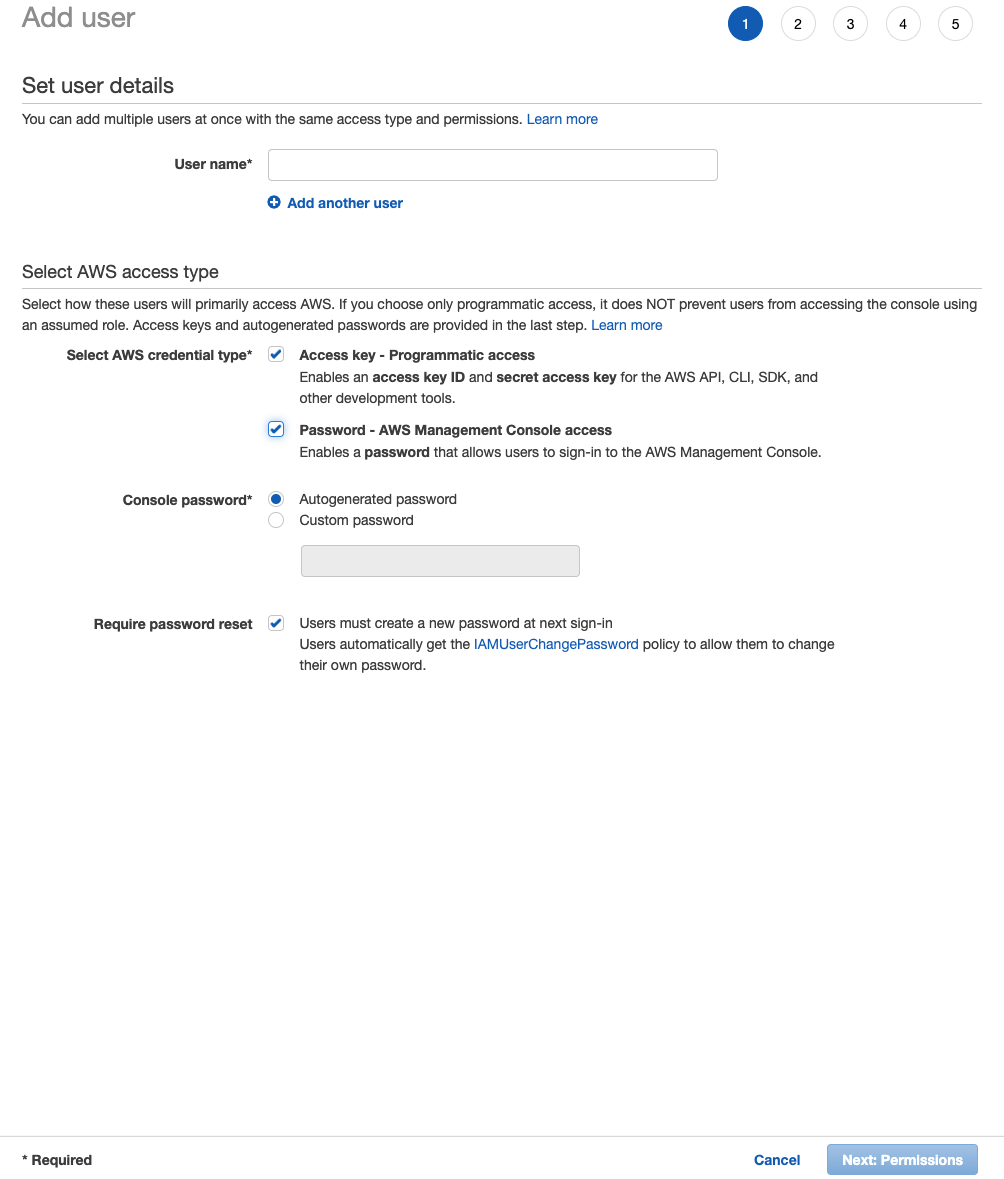 Add user
1 2 3 4 5
Set user details
You can add multiple users at once with the same access type and permissions. Learn more
User name*
Add another user
Select AWS access type
Select how these users will primarily access AWS. If you choose only programmatic access, it does NOT prevent users from accessing the console using
an assumed role. Access keys and autogenerated passwords are provided in the last step. Learn more
Select AWS credential type* Access key - Programmatic access
Enables an access key ID and secret access key for the AWS API, CLI, SDK, and
other development tools.
Password - AWS Management Console access
Enables a password that allows users to sign-in to the AWS Management Console.
Console password* Autogenerated password
Custom password
Require password reset Users must create a new password at next sign-in
Users automatically get the IAMUserChangePassword policy to allow them to change
their own password.
* Required Cancel Next: Permissions